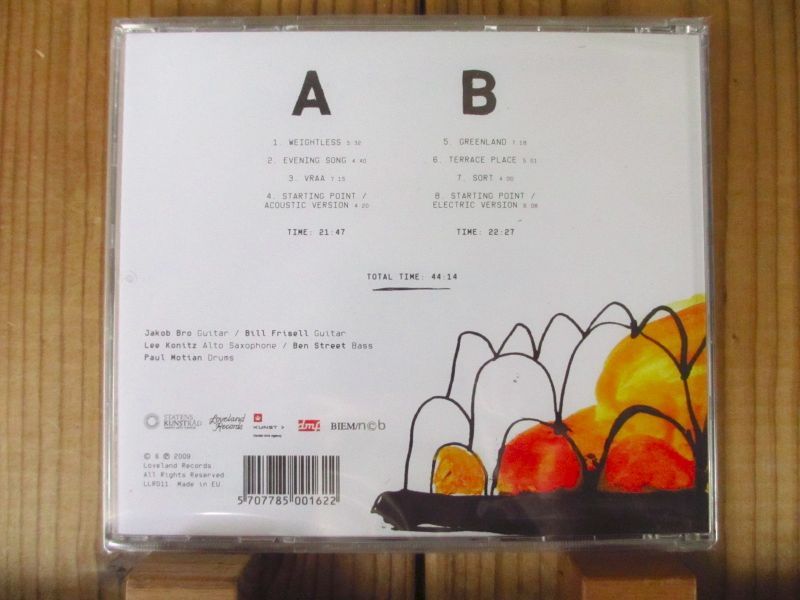 A
1. WEIGHTLESS 5:32
2. EVENING SONG 4:40
3. VRAA 7:15
4. STARTING POINT /
ACOUSTIC VERSION 4:20
TIME: 21:47
B
5. GREENLAND 7:18
6. TERRACE PLACE 5:01
7. SORT 4:00
8. STARTING POINT /
ELECTRIC VERSION 6:08
TIME: 22:27
TOTAL TIME: 44:14
Jakob Bro Guitar / Bill Frisell Guitar
Lee Konitz Alto Saxophone / Ben Street Bass
Paul Motian Drums
STATENS
KUNSTRÅD
Loveland
Records
KUNST >
dmf
BIEM/n©b
© & ℗ 2009
Loveland Records
All Rights Reserved
LLR011 Made in EU
5 707785 001622